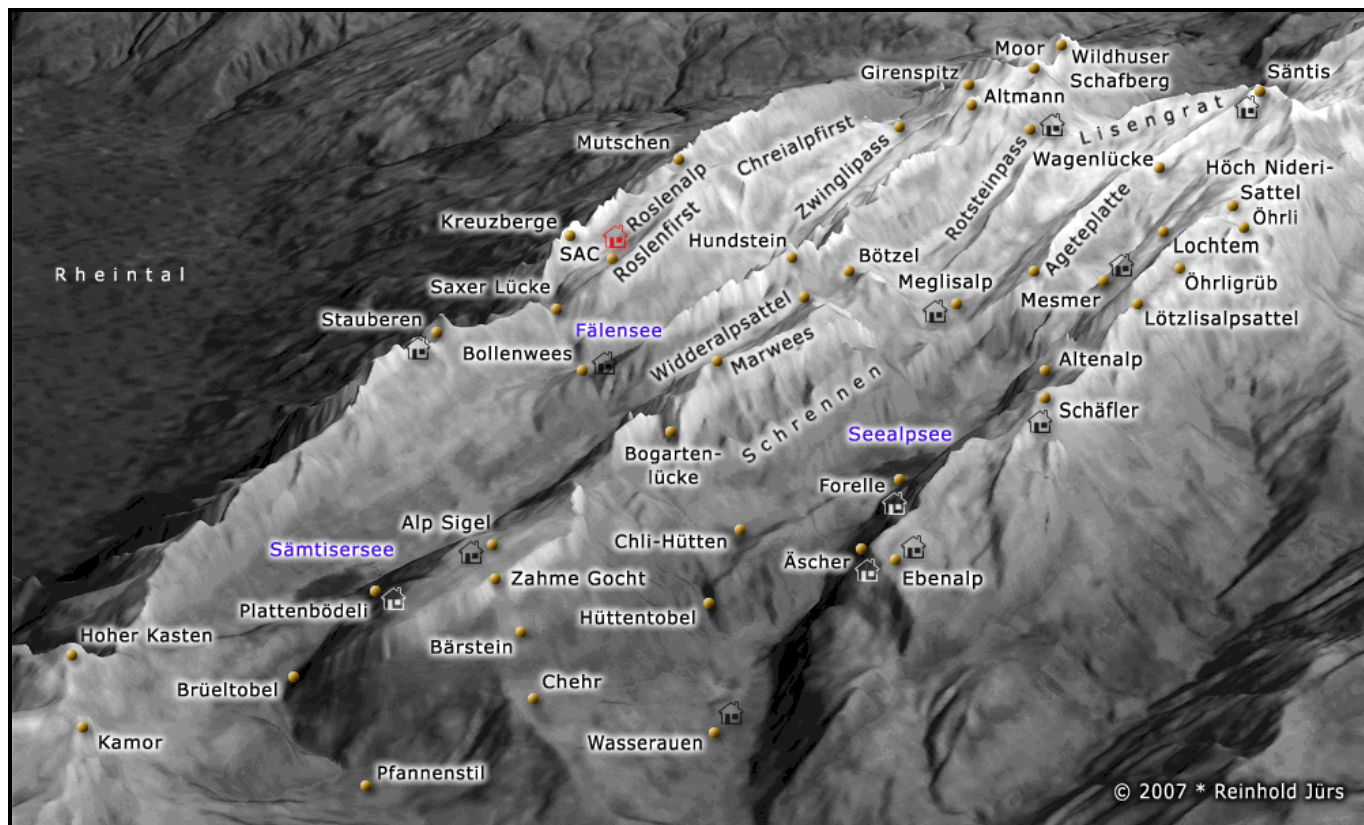 Moor
Wildhuser
Schafberg
Girenspitz
Altmann
Säntis
Lisengrat
Mutschen
Chreialpfirst
Zwinglipass
Rotsteinpass
Wagenlücke
Höch Nideri-
Sattel
Öhrli
Kreuzberge
SAC
Roslenalp
Roslenfirst
Hundstein
Bötzel
Ageteplatte
Lochtem
Rheintal
Saxer Lücke
Meglisalp
Mesmer
Öhrligrüb
Stauberen
Fälensee
Widderalpsattel
Lötzlisalpsattel
Bollenwees
Marwees
Altenalp
Schrennen
Schäfler
Seealpsee
Bogarten-
lücke
Forelle
Alp Sigel
Sämtisersee
Chli-Hütten
Äscher
Ebenalp
Zahme Gocht
Plattenbödeli
Hüttentobel
Hoher Kasten
Bärstein
Brüeltobel
Chehr
Kamor
Wasserauen
Pfannenstil
© 2007 * Reinhold Jürs